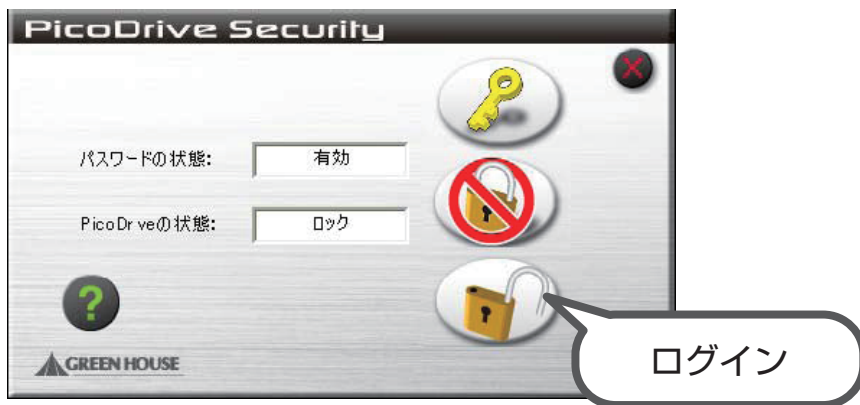 PicoDrive Security
パスワードの状態: 有効
PicoDr veの状態: ロック
?
GREEN HOUSE
ログイン